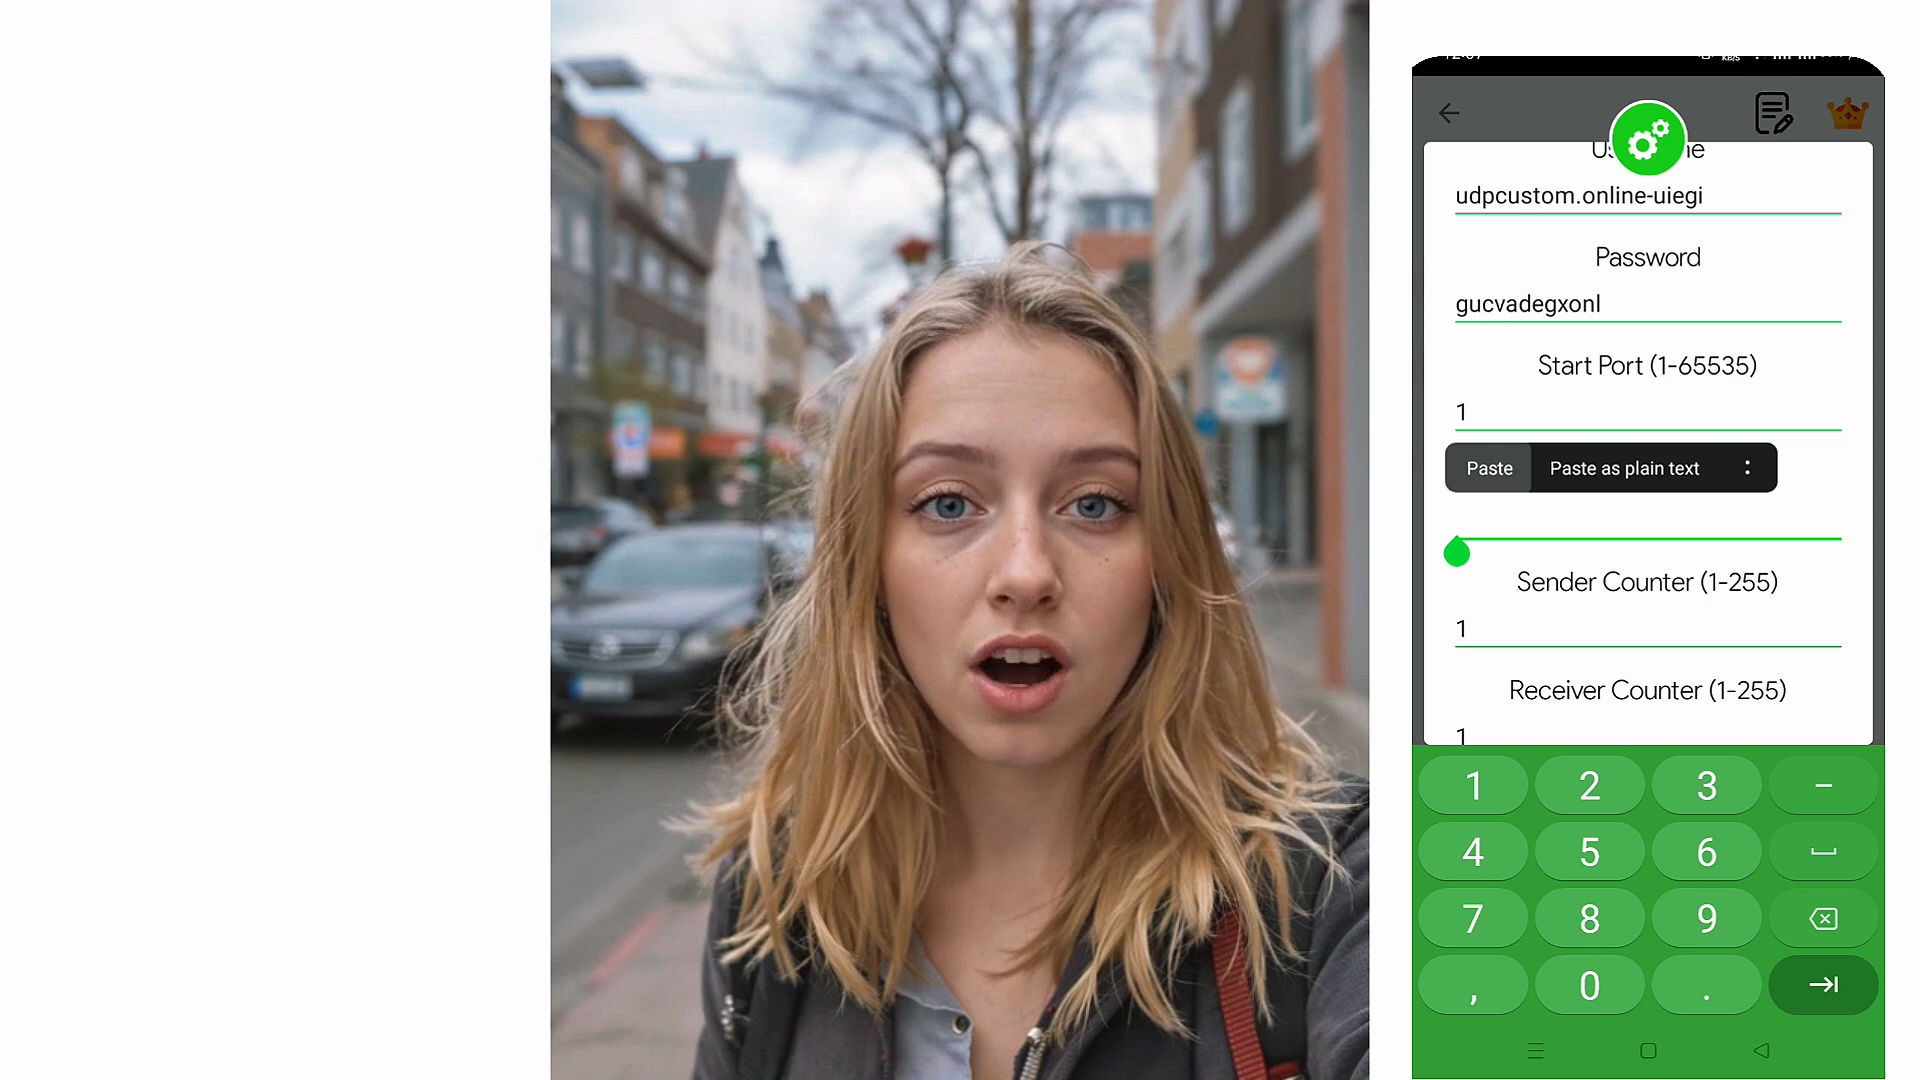 KB/S
udpcustom.online-uiegi
Password
gucvadegxonl
Start Port (1-65535)
1
Paste Paste as plain text
Sender Counter (1-255)
1
Receiver Counter (1-255)
1
1 2 3 -
4 5 6
7 8 9
, 0 .